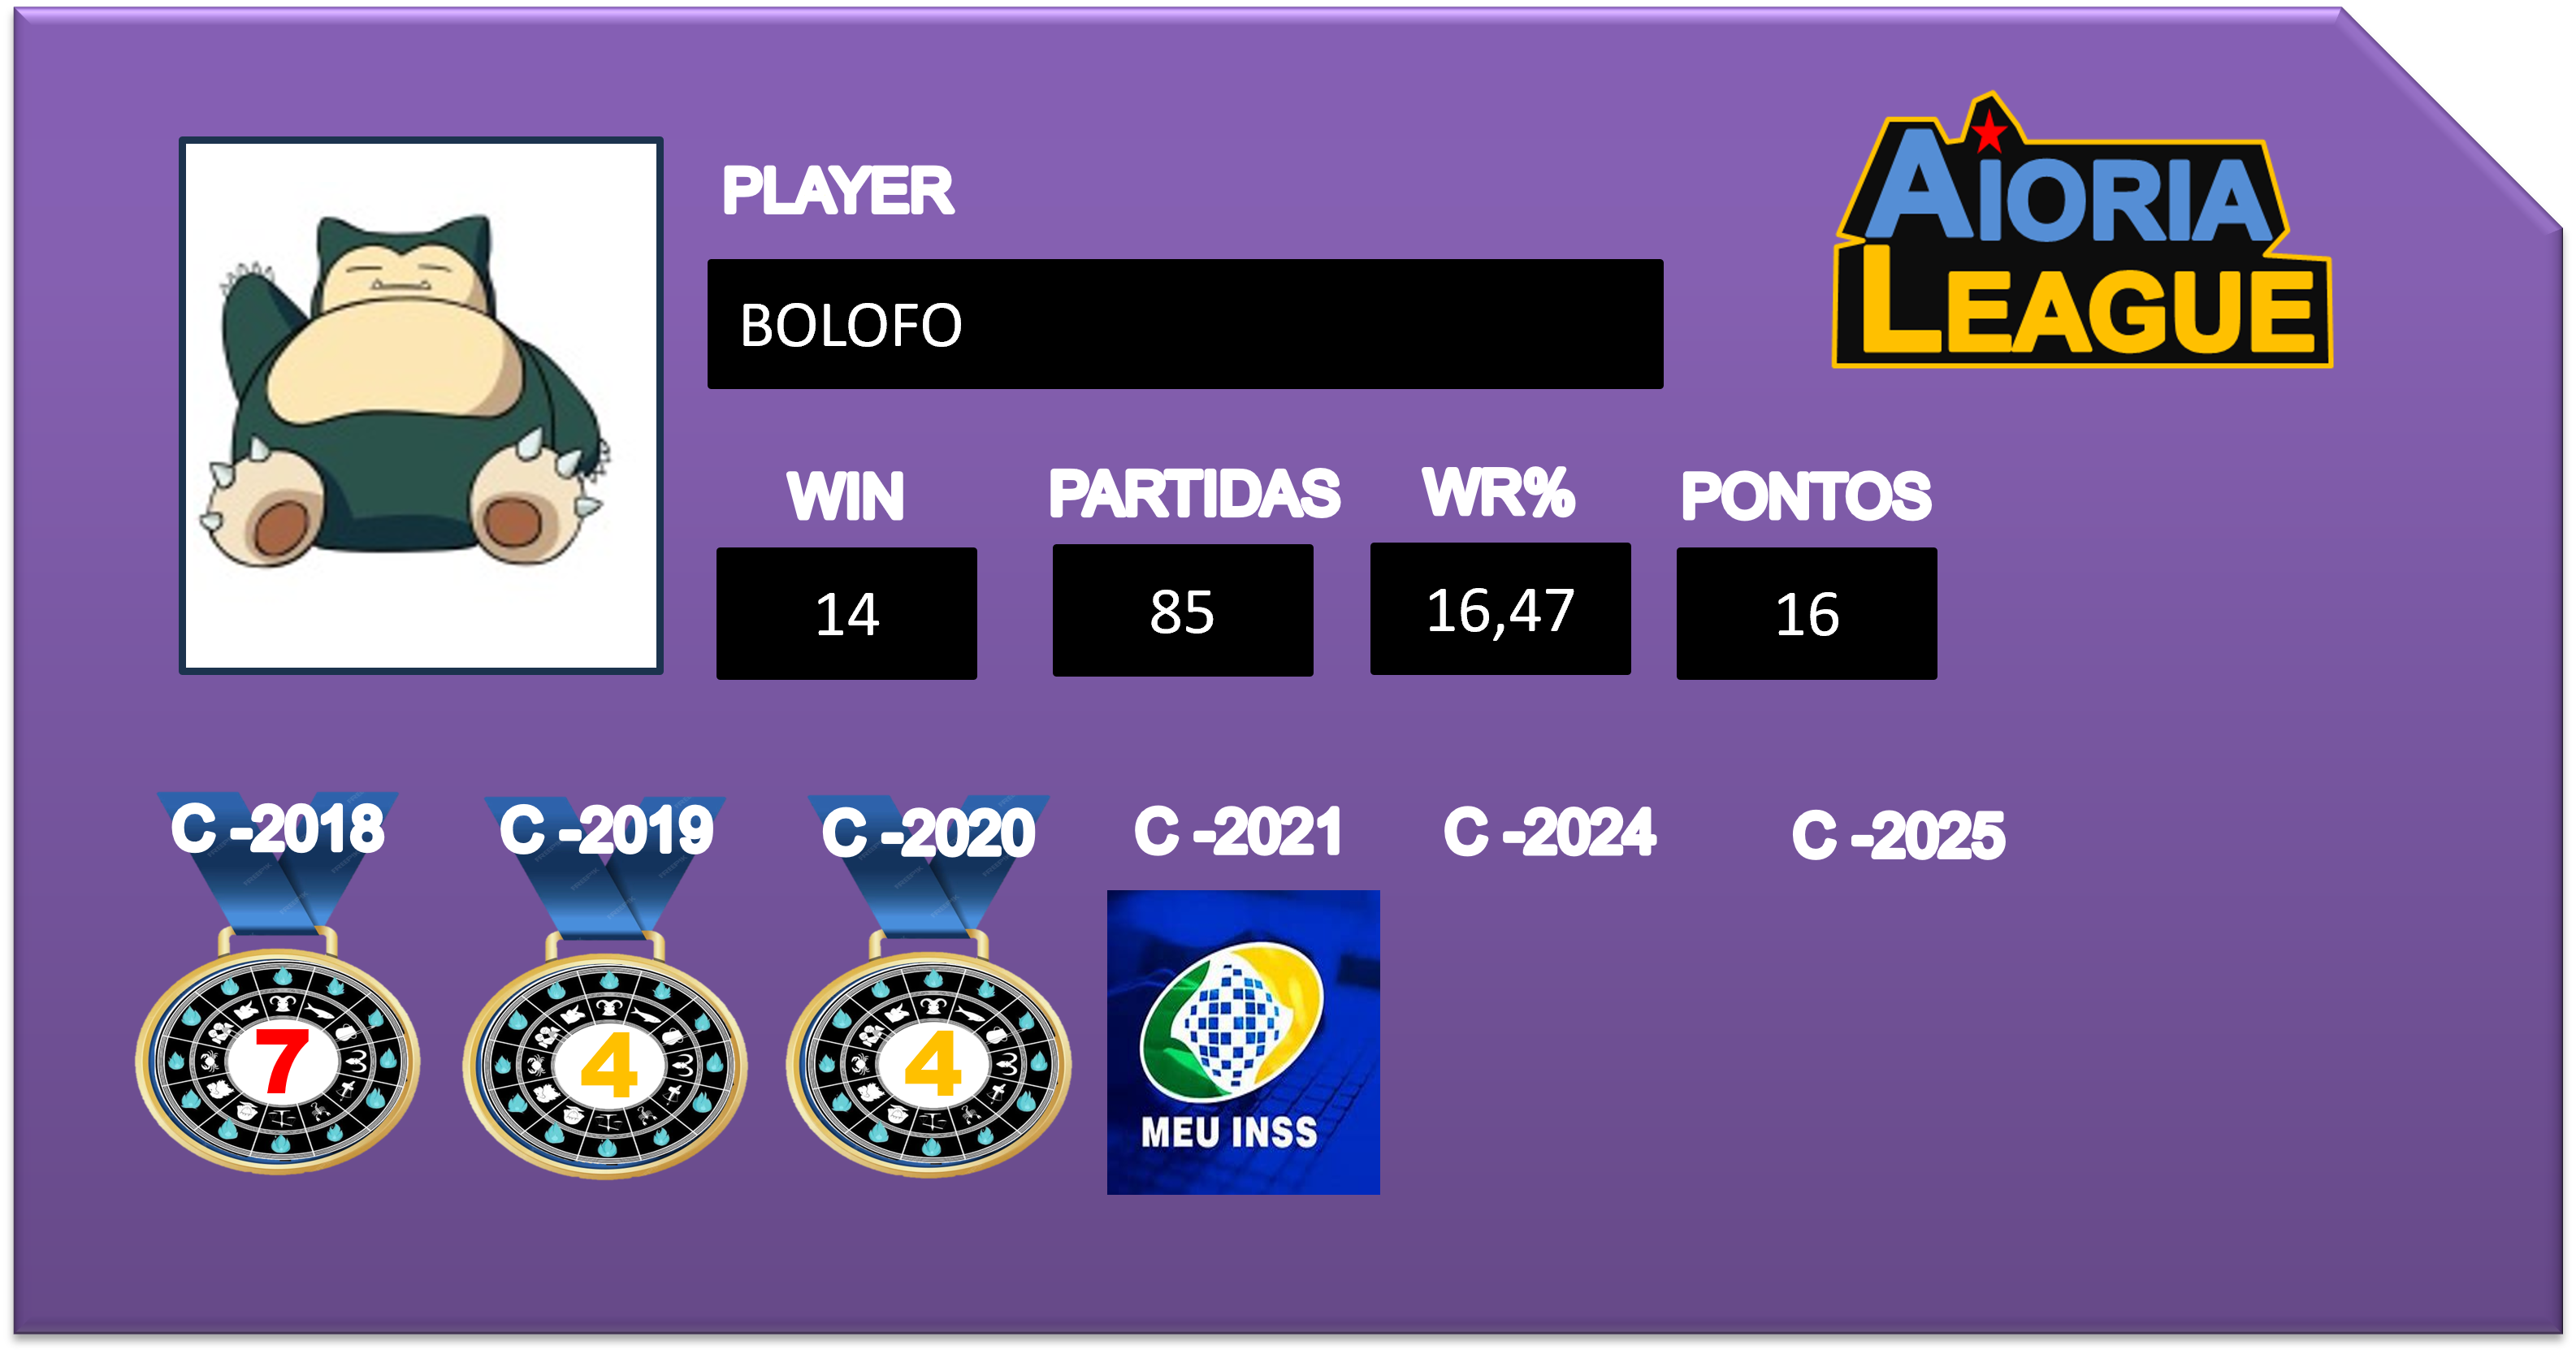 PLAYER
AIORIA
LEAGUE
BOLOFO
WIN
PARTIDAS
WR%
PONTOS
14
85
16,47
16
C -2018
C -2019
C -2020
C -2021
C -2024
C -2025
7
4
4
MEU INSS